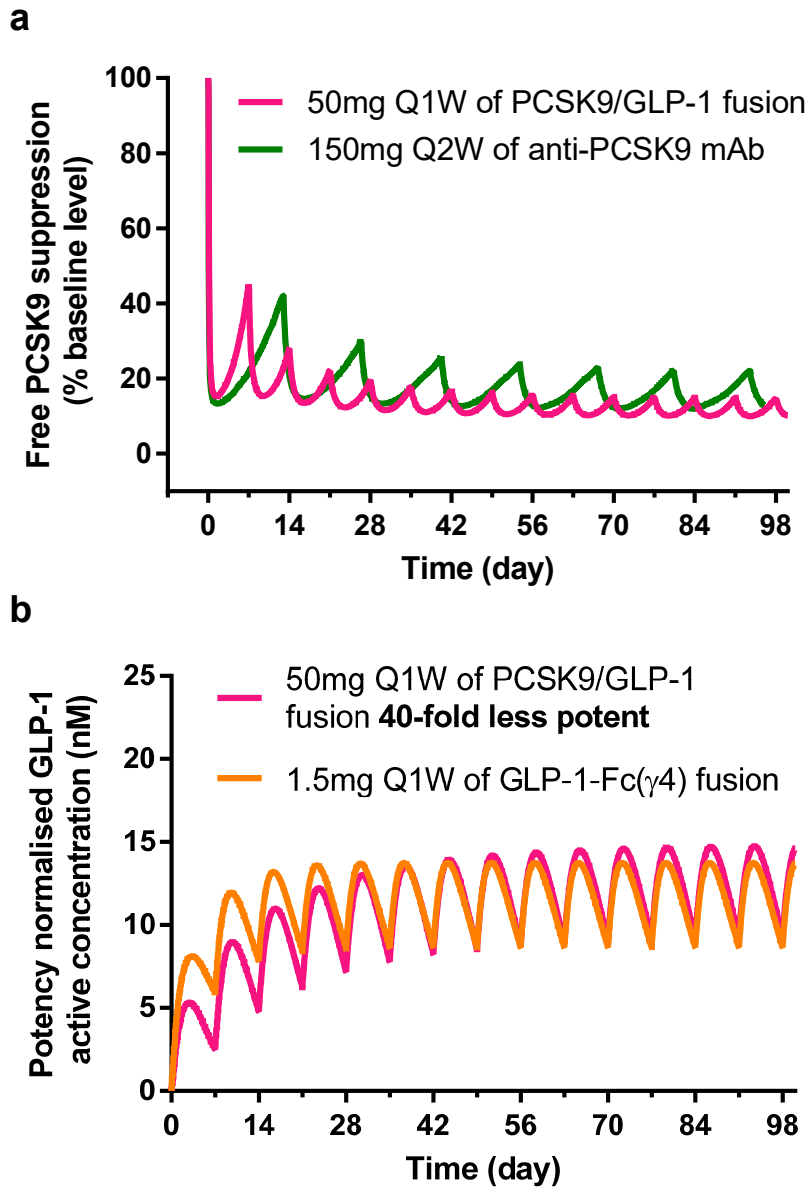 a
Free PCSK9 suppression
(% baseline level)
100
80
60
40
20
0
50mg Q1W of PCSK9/GLP-1 fusion
150mg Q2W of anti-PCSK9 mAb
0 14 28 42 56 70 84 98
Time (day)
b
Potency normalised GLP-1
active concentration (nM)
25
20
15
10
5
0
50mg Q1W of PCSK9/GLP-1
fusion 40-fold less potent
1.5mg Q1W of GLP-1-Fc(γ4) fusion
0 14 28 42 56 70 84 98
Time (day)